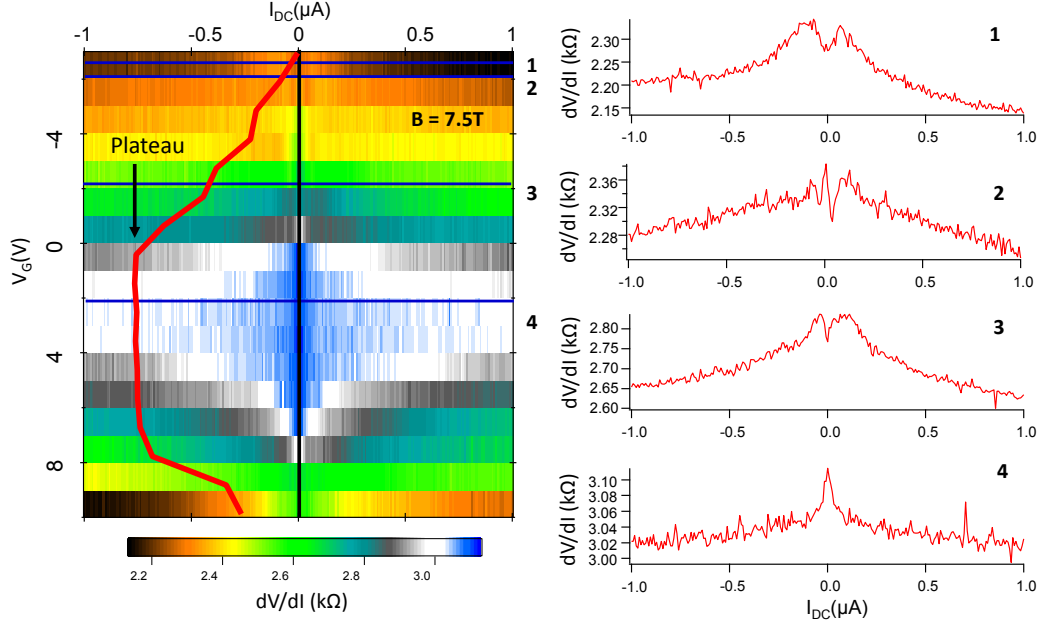 I_DC(µA)
-1 -0.5 0 0.5 1
1
2
B = 7.5T
-4
Plateau
3
0
V_G(V)
4
4
8
2.2 2.4 2.6 2.8 3.0
dV/dI (kΩ)
1
dV/dI (kΩ)
2.30
2.25
2.20
2.15
-1.0 -0.5 0.0 0.5 1.0
2
dV/dI (kΩ)
2.36
2.32
2.28
-1.0 -0.5 0.0 0.5 1.0
3
dV/dI (kΩ)
2.80
2.75
2.70
2.65
2.60
-1.0 -0.5 0.0 0.5 1.0
4
dV/dI (kΩ)
3.10
3.08
3.06
3.04
3.02
3.00
-1.0 -0.5 0.0 0.5 1.0
I_DC(µA)